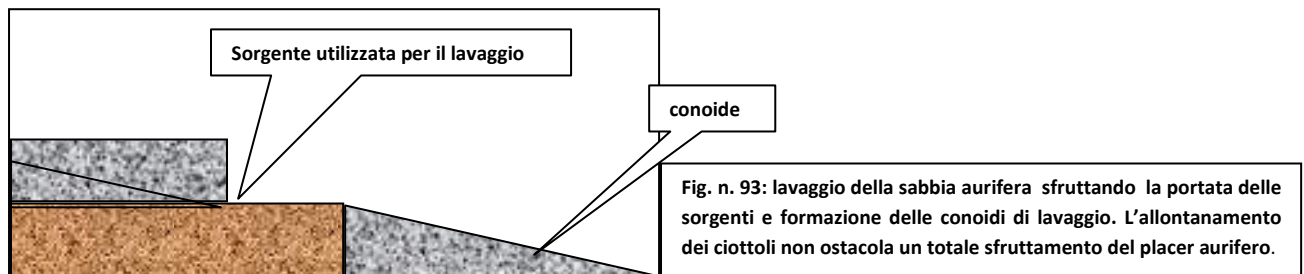 Sorgente utilizzata per il lavaggio
conoide
Fig. n. 93: lavaggio della sabbia aurifera sfruttando la portata delle
sorgenti e formazione delle conoidi di lavaggio. L’allontanamento
dei ciottoli non ostacola un totale sfruttamento del placer aurifero.